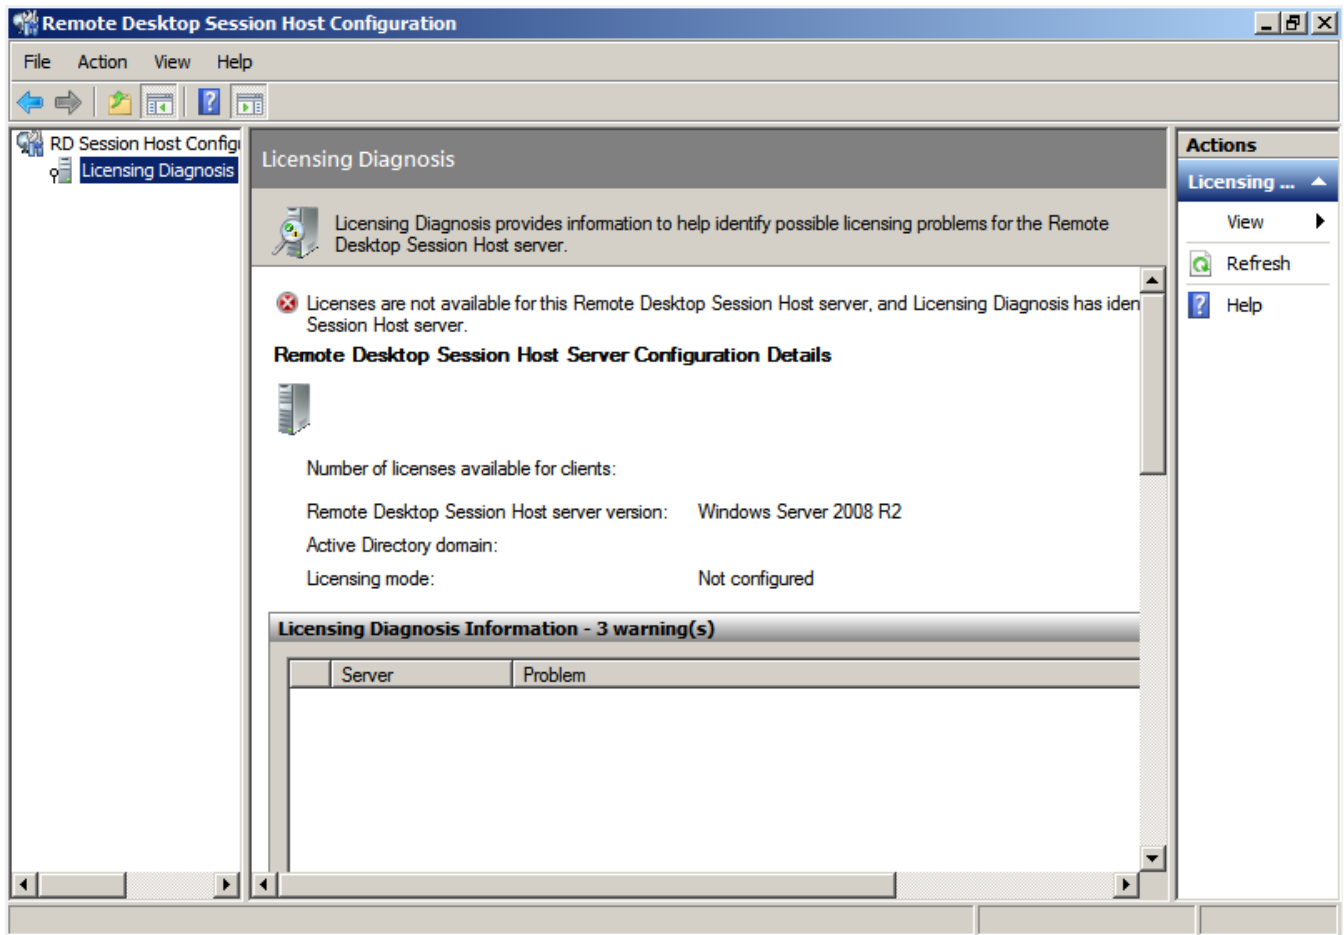 Remote Desktop Session Host Configuration
File Action View Help
RD Session Host Config
Licensing Diagnosis
Licensing Diagnosis
Licensing Diagnosis provides information to help identify possible licensing problems for the Remote
Desktop Session Host server.
Licenses are not available for this Remote Desktop Session Host server, and Licensing Diagnosis has iden
Session Host server.
Remote Desktop Session Host Server Configuration Details
Number of licenses available for clients:
Remote Desktop Session Host server version: Windows Server 2008 R2
Active Directory domain:
Licensing mode: Not configured
Licensing Diagnosis Information - 3 warning(s)
Server Problem
Actions
Licensing ...
View
Refresh
Help